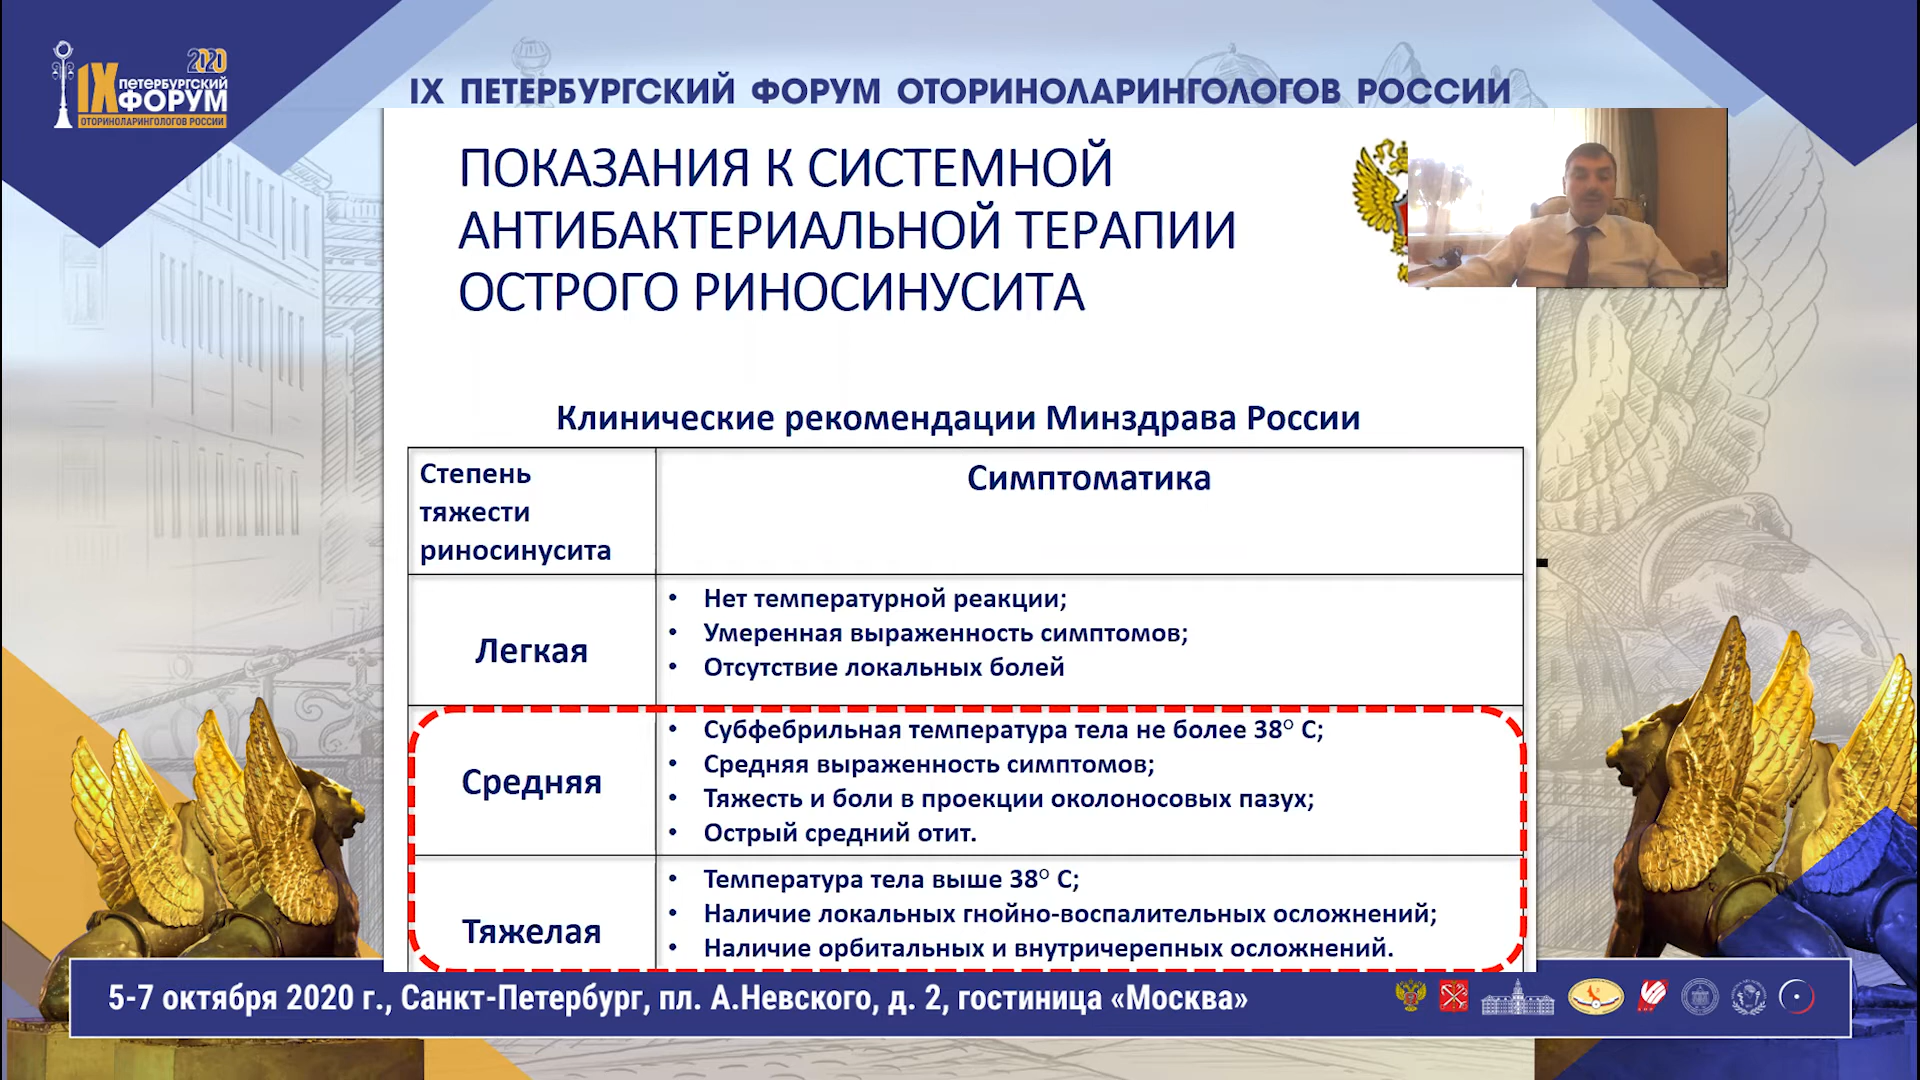 2020
IX ПЕТЕРБУРГСКИЙ
ФОРУМ
ОТОРИНОЛАРИНГОЛОГОВ РОССИИ
IX ПЕТЕРБУРГСКИЙ ФОРУМ ОТОРИНОЛАРИНГОЛОГОВ РОССИИ
ПОКАЗАНИЯ К СИСТЕМНОЙ
АНТИБАКТЕРИАЛЬНОЙ ТЕРАПИИ
ОСТРОГО РИНОСИНУСИТА
Клинические рекомендации Минздрава России
Степень
тяжести
риносинусита
Симптоматика
Легкая
• Нет температурной реакции;
• Умеренная выраженность симптомов;
• Отсутствие локальных болей
Средняя
• Субфебрильная температура тела не более 38О С;
• Средняя выраженность симптомов;
• Тяжесть и боли в проекции околоносовых пазух;
• Острый средний отит.
Тяжелая
• Температура тела выше 38О С;
• Наличие локальных гнойно-воспалительных осложнений;
• Наличие орбитальных и внутричерепных осложнений.
5-7 октября 2020 г., Санкт-Петербург, пл. А.Невского, д. 2, гостиница «Москва»